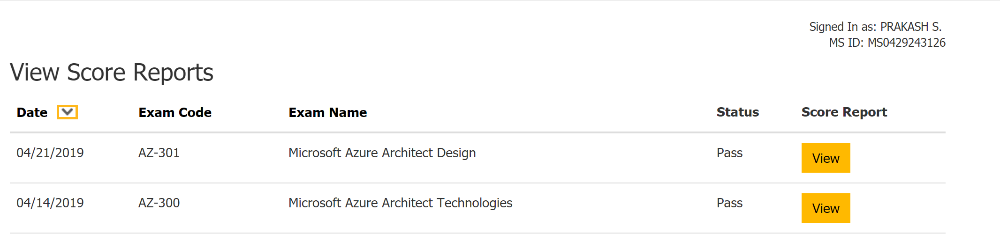 Signed In as: PRAKASH S.
MS ID: MS0429243126
View Score Reports
Date Exam Code Exam Name Status Score Report
04/21/2019 AZ-301 Microsoft Azure Architect Design Pass View
04/14/2019 AZ-300 Microsoft Azure Architect Technologies Pass View